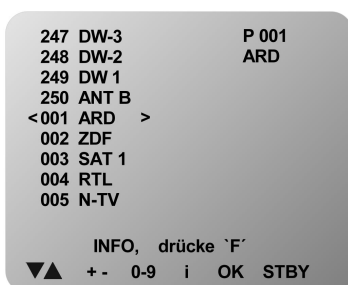 247 DW-3 P 001
248 DW-2 ARD
249 DW 1
250 ANT B
<001 ARD >
002 ZDF
003 SAT 1
004 RTL
005 N-TV
INFO, drücke `F´
▼▲ + - 0-9 i OK STBY